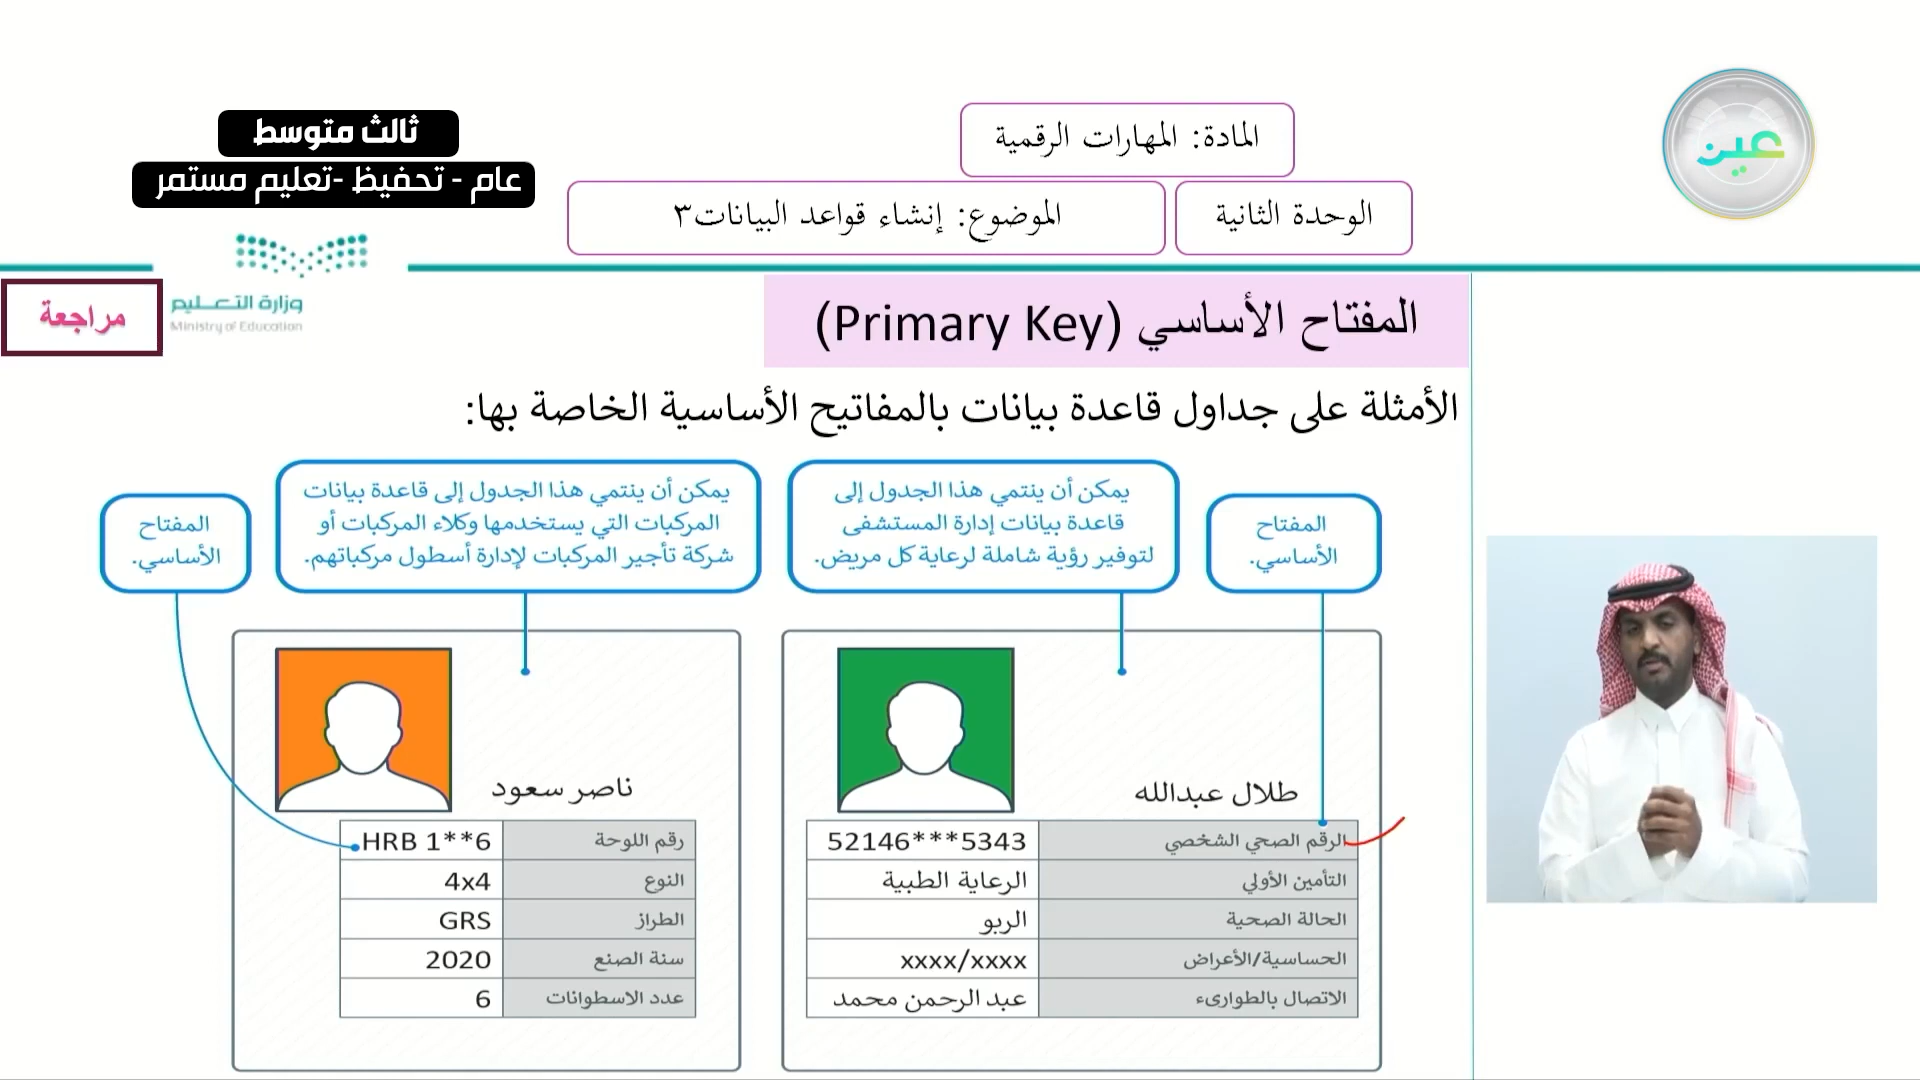 عين
المادة: المهارات الرقمية
ثالث متوسط
عام - تحفيظ -تعليم مستمر
الوحدة الثانية
الموضوع: إنشاء قواعد البيانات٣
وزارة التعليم
Ministry of Education
مراجعة
المفتاح الأساسي (Primary Key)
الأمثلة على جداول قاعدة بيانات بالمفاتيح الأساسية الخاصة بها:
المفتاح
الأساسي.
يمكن أن ينتمي هذا الجدول إلى
قاعدة بيانات إدارة المستشفى
لتوفير رؤية شاملة لرعاية كل مريض.
يمكن أن ينتمي هذا الجدول إلى قاعدة بيانات
المركبات التي يستخدمها وكلاء المركبات أو
شركة تأجير المركبات لإدارة أسطول مركباتهم.
المفتاح
الأساسي.
طلال عبدالله
الرقم الصحي الشخصي 52146***5343
التأمين الأولي الرعاية الطبية
الحالة الصحية الربو
الحساسية/الأعراض xxxx/xxxx
الاتصال بالطوارىء عبد الرحمن محمد
ناصر سعود
رقم اللوحة HRB 1**6
النوع 4x4
الطراز GRS
سنة الصنع 2020
عدد الاسطوانات 6